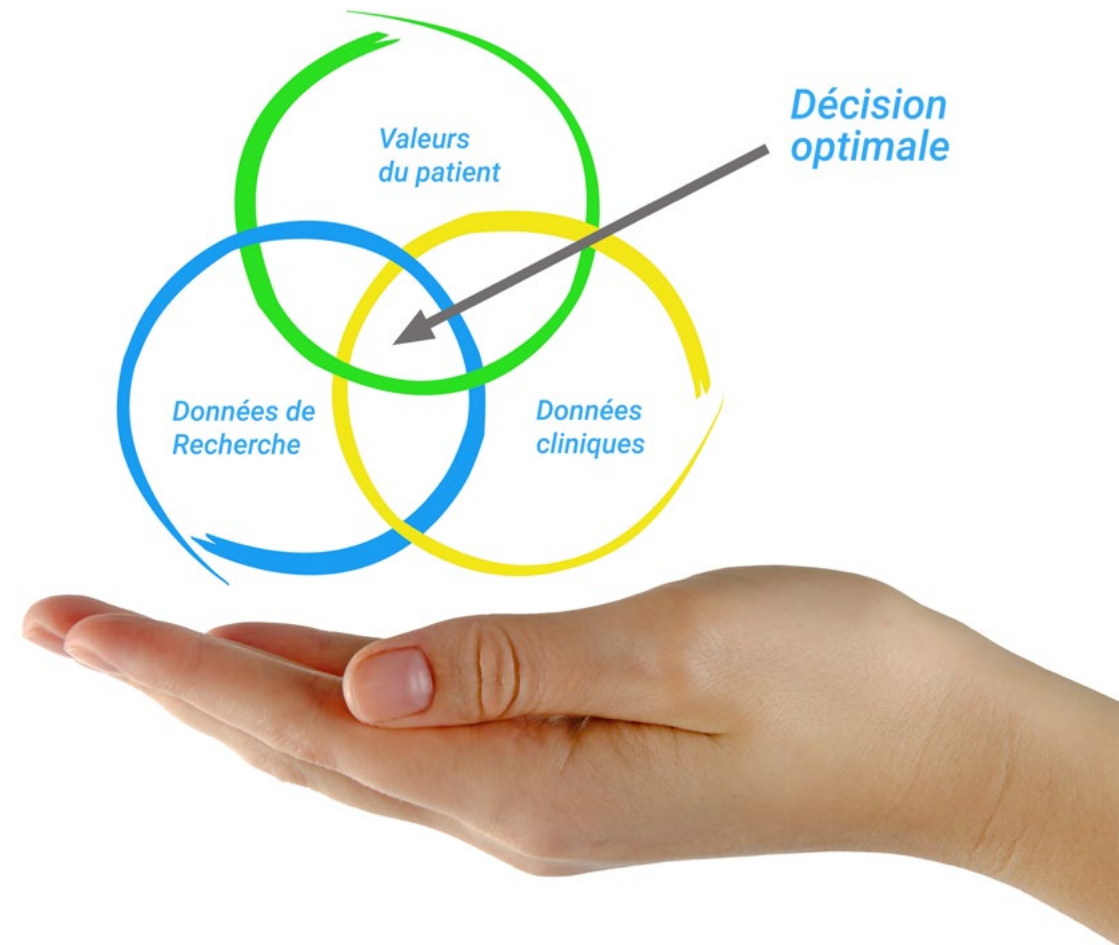 Décision
optimale
Valeurs
du patient
Données de
Recherche
Données
cliniques